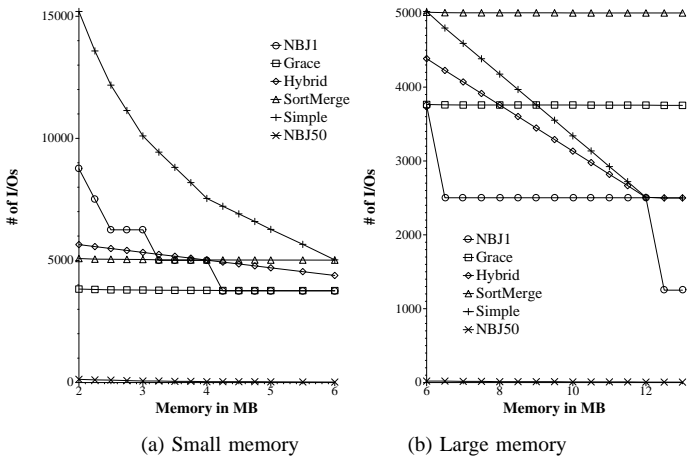 15000
10000
5000
0
# of I/Os
2
3
4
5
6
Memory in MB
NBJ1
Grace
Hybrid
SortMerge
Simple
NBJ50
(a) Small memory
5000
4000
3000
2000
1000
0
# of I/Os
6
8
10
12
Memory in MB
NBJ1
Grace
Hybrid
SortMerge
Simple
NBJ50
(b) Large memory